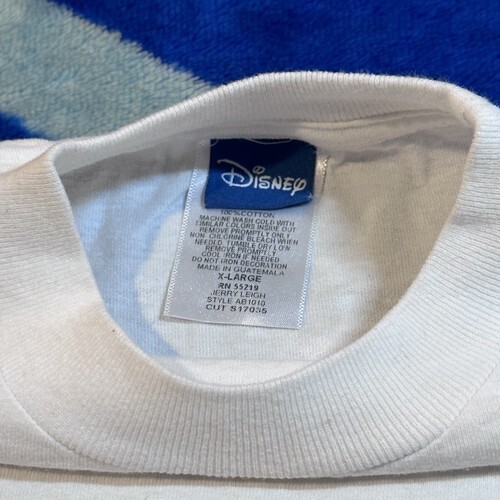 Disney
100% COTTON
MACHINE WASH COLD WITH
SIMILAR COLORS INSIDE OUT
REMOVE PROMPTLY ONLY
NON-CHLORINE BLEACH WHEN
NEEDED. TUMBLE DRY LOW
REMOVE PROMPTLY
COOL IRON IF NEEDED
DO NOT IRON DECORATION
MADE IN GUATEMALA
X-LARGE
RN 55219
JERRY LEIGH
STYLE AB1010
CUT S17035